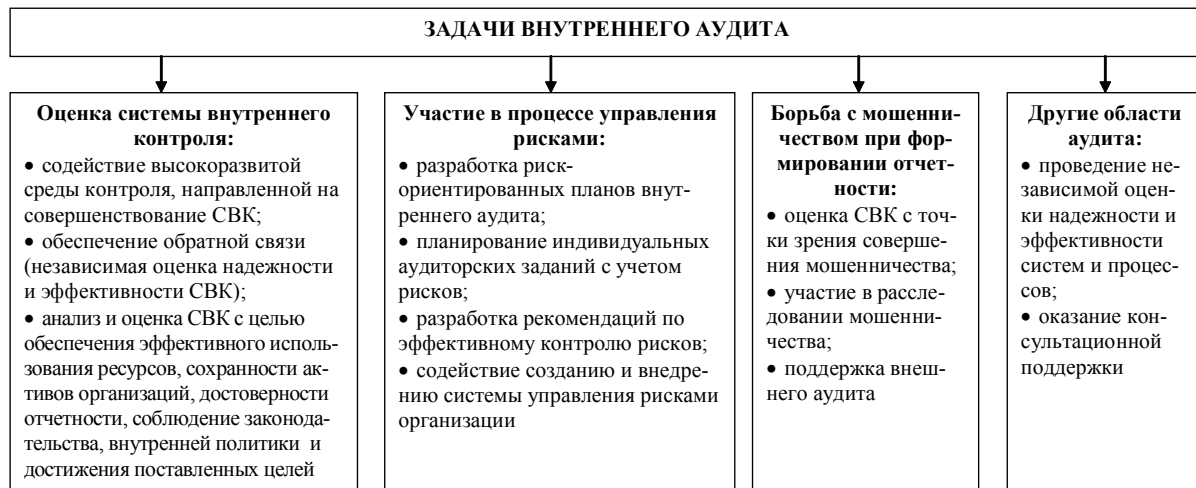 ЗАДАЧИ ВНУТРЕННЕГО АУДИТА
Оценка системы внутреннего
контроля:
• содействие высокоразвитой
среды контроля, направленной на
совершенствование СВК;
• обеспечение обратной связи
(независимая оценка надежности
и эффективности СВК);
• анализ и оценка СВК с целью
обеспечения эффективного исполь-
зования ресурсов, сохранности ак-
тивов организаций, достоверности
отчетности, соблюдение законода-
тельства, внутренней политики и
достижения поставленных целей
Участие в процессе управления
рисками:
• разработка риск-
ориентированных планов внут-
реннего аудита;
• планирование индивидуальных
аудиторских заданий с учетом
рисков;
• разработка рекомендаций по
эффективному контролю рисков;
• содействие созданию и внедре-
нию системы управления рисками
организации
Борьба с мошенни-
чеством при фор-
мировании отчет-
ности:
• оценка СВК с точ-
ки зрения соверше-
ния мошенничества;
• участие в рассле-
довании мошенни-
чества;
• поддержка внеш-
него аудита
Другие области
аудита:
• проведение не-
зависимой оцен-
ки надежности и
эффективности
систем и процес-
сов;
• оказание кон-
сультационной
поддержки